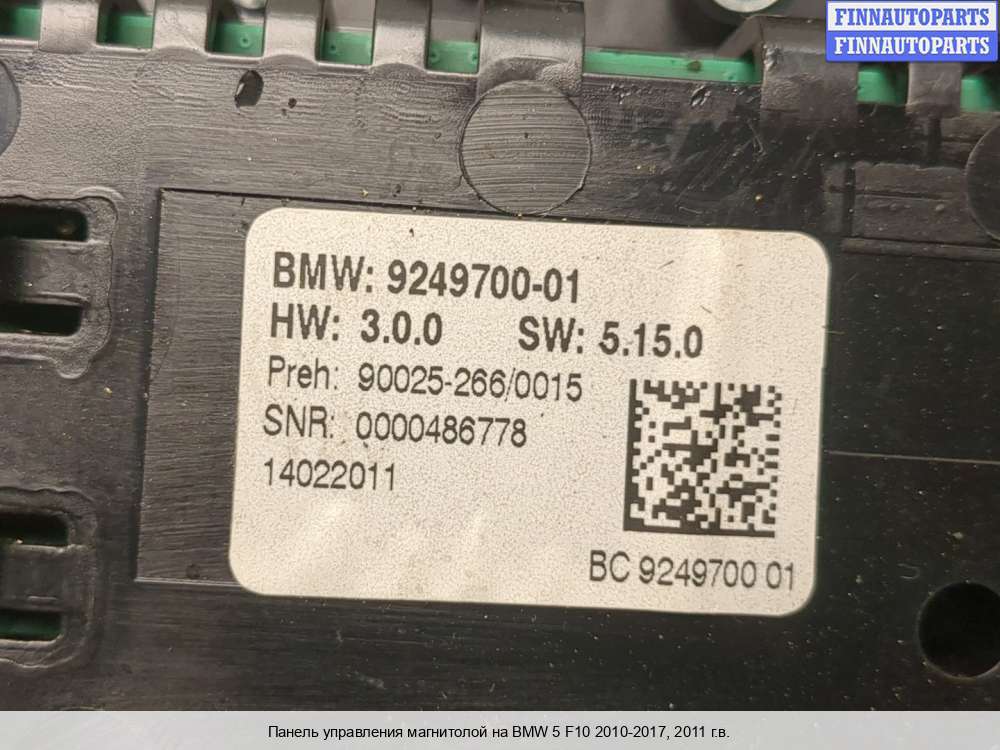 FINNAUTOPARTS
FINNAUTOPARTS
BMW: 9249700-01
HW: 3.0.0 SW: 5.15.0
Preh: 90025-266/0015
SNR: 0000486778
14022011
BC 9249700 01
Панель управления магнитолой на BMW 5 F10 2010-2017, 2011 г.в.